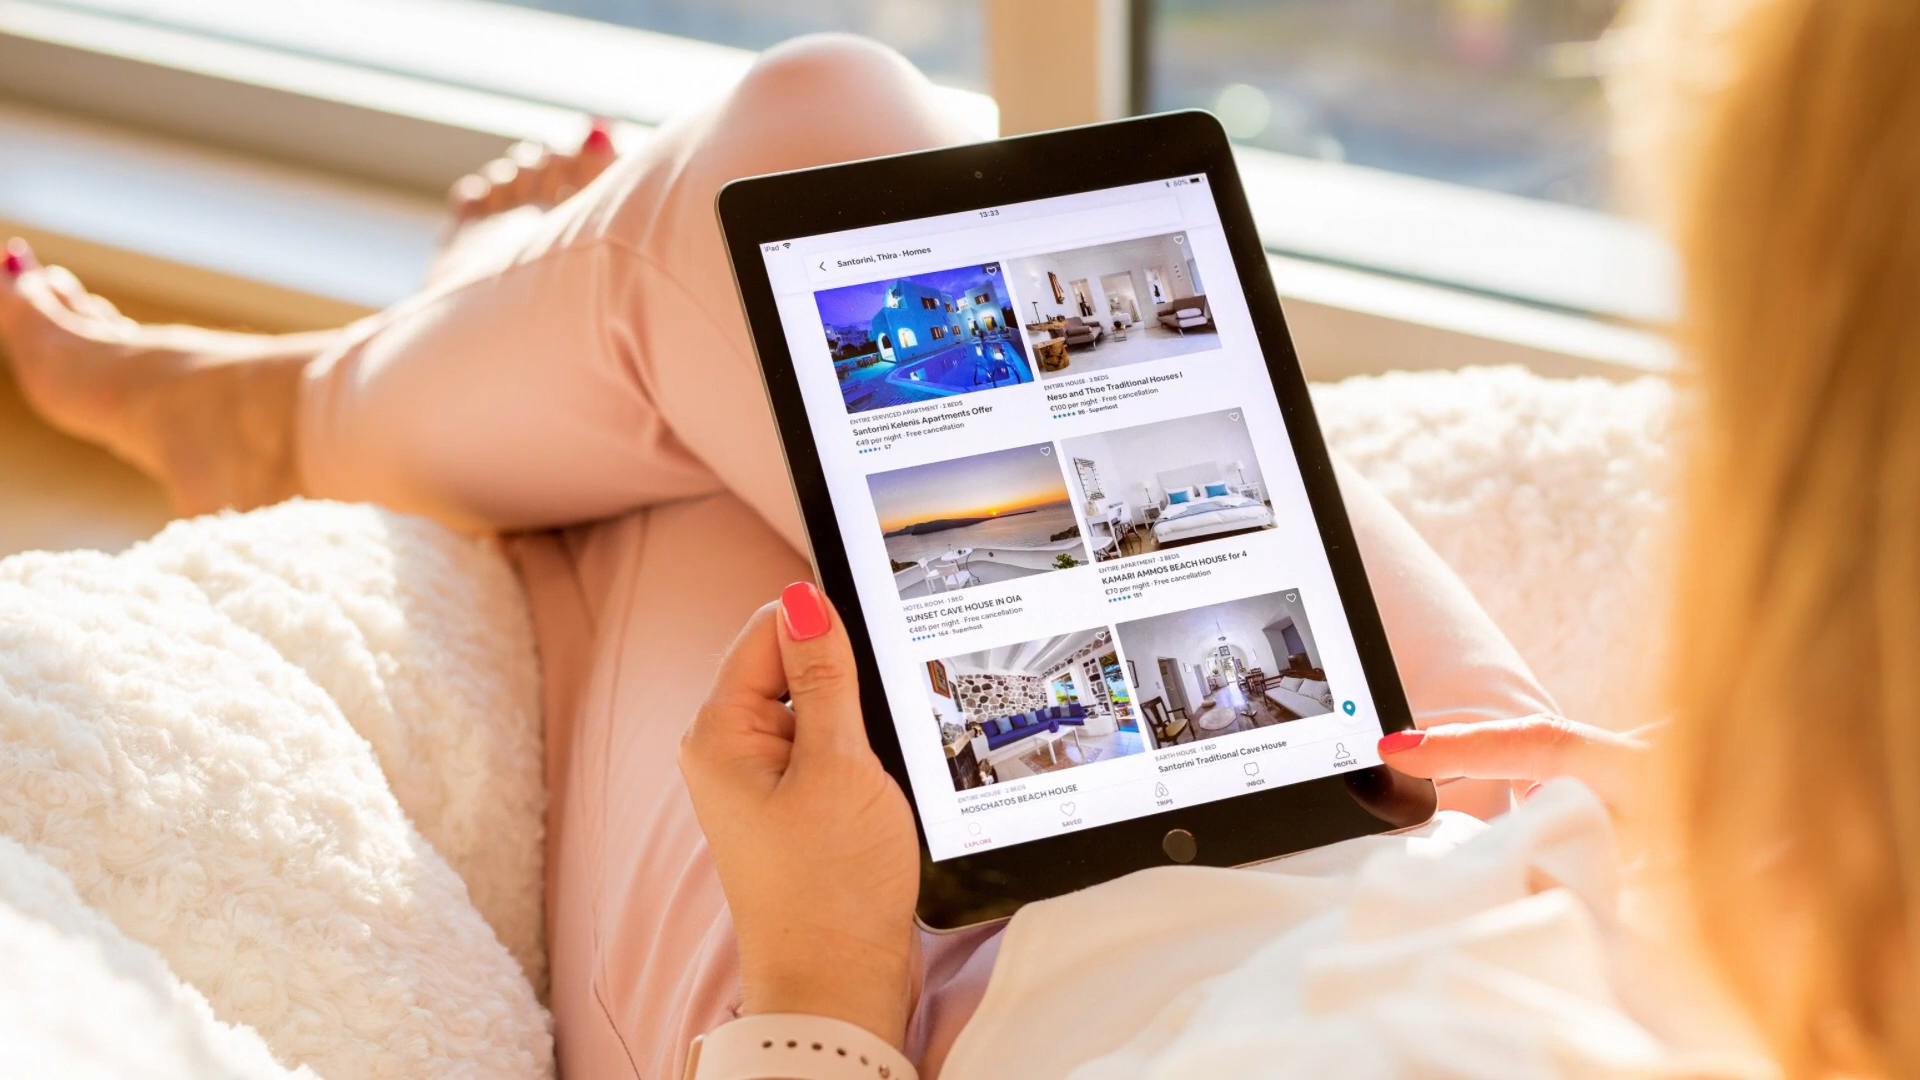 iPad
13:33
50%
Santorini, Thira · Homes
ENTIRE SERVICED APARTMENT · 2 BEDS
Santorini Kelenis Apartments Offer
€49 per night · Free cancellation
57
ENTIRE HOUSE · 3 BEDS
Neso and Thoe Traditional Houses I
€100 per night · Free cancellation
86 · Superhost
HOTEL ROOM · 1 BED
SUNSET CAVE HOUSE IN OIA
€485 per night · Free cancellation
164 · Superhost
ENTIRE APARTMENT · 2 BEDS
KAMARI AMMOS BEACH HOUSE for 4
€70 per night · Free cancellation
151
ENTIRE HOUSE · 2 BEDS
MOSCHATOS BEACH HOUSE
EARTH HOUSE · 1 BED
Santorini Traditional Cave House
EXPLORE
SAVED
TRIPS
INBOX
PROFILE